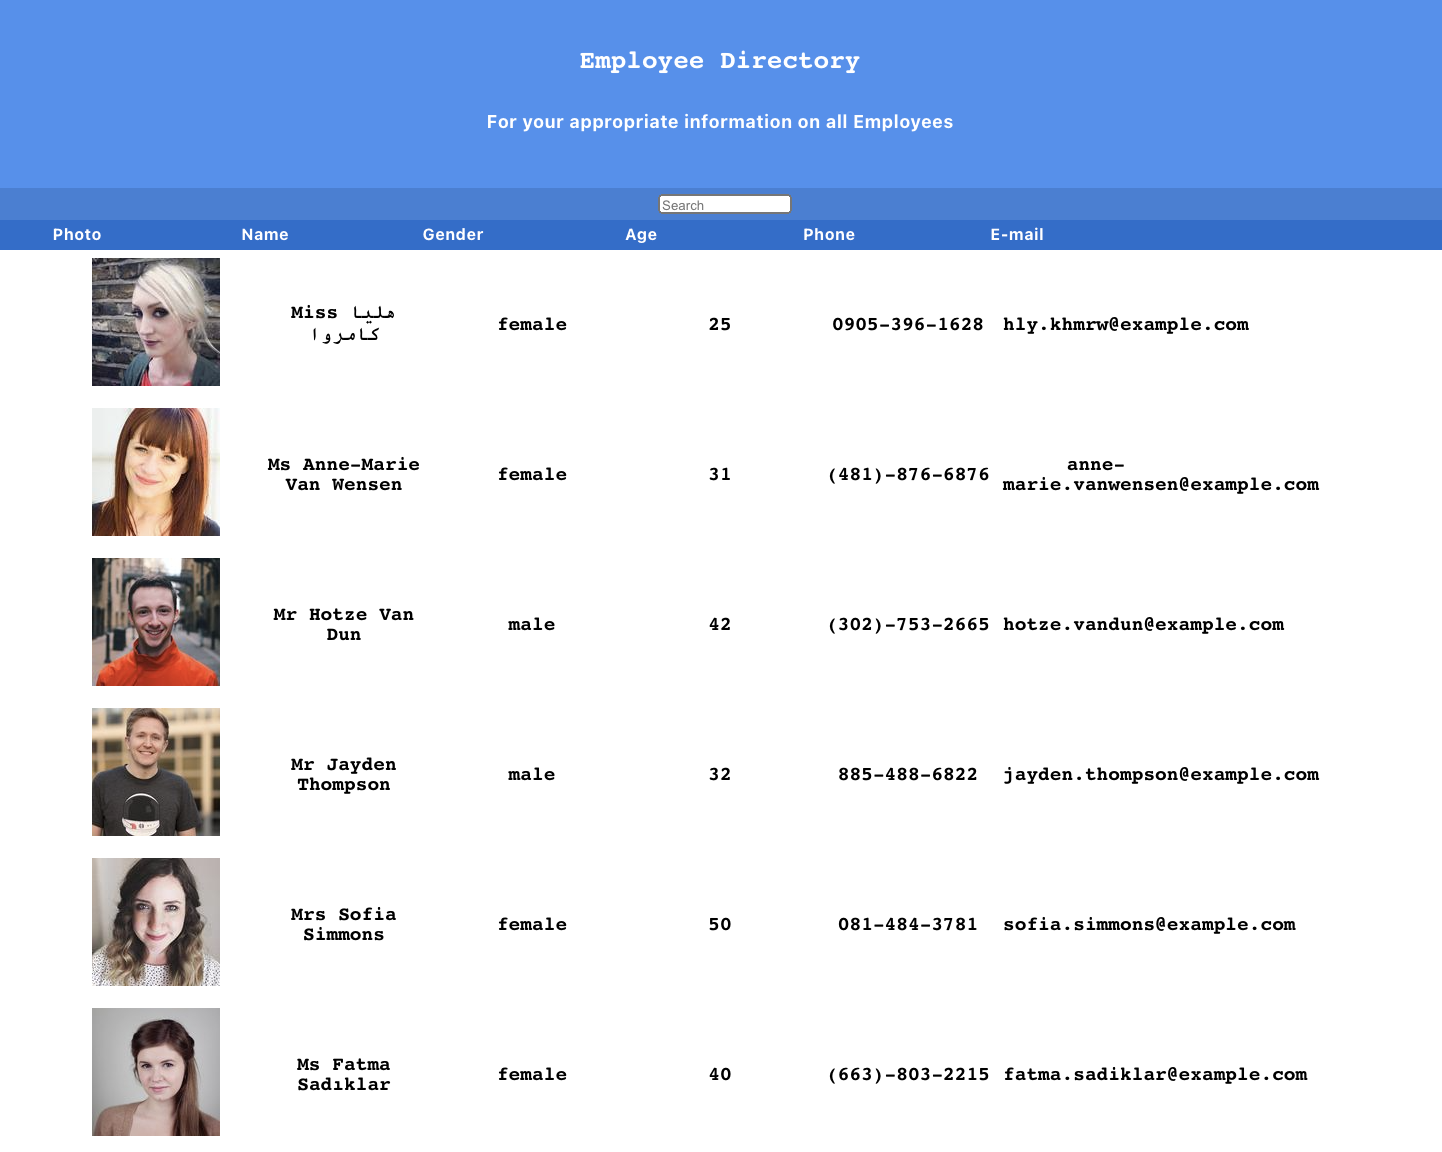 Employee Directory
For your appropriate information on all Employees
Search
Photo Name Gender Age Phone E-mail
Miss هليا
كامروا
female 25 0905-396-1628 hly.khmrw@example.com
Ms Anne-Marie
Van Wensen
female 31 (481)-876-6876
anne-
marie.vanwensen@example.com
Mr Hotze Van
Dun
male 42 (302)-753-2665 hotze.vandun@example.com
Mr Jayden
Thompson
male 32 885-488-6822 jayden.thompson@example.com
Mrs Sofia
Simmons
female 50 081-484-3781 sofia.simmons@example.com
Ms Fatma
Sadıklar
female 40 (663)-803-2215 fatma.sadiklar@example.com